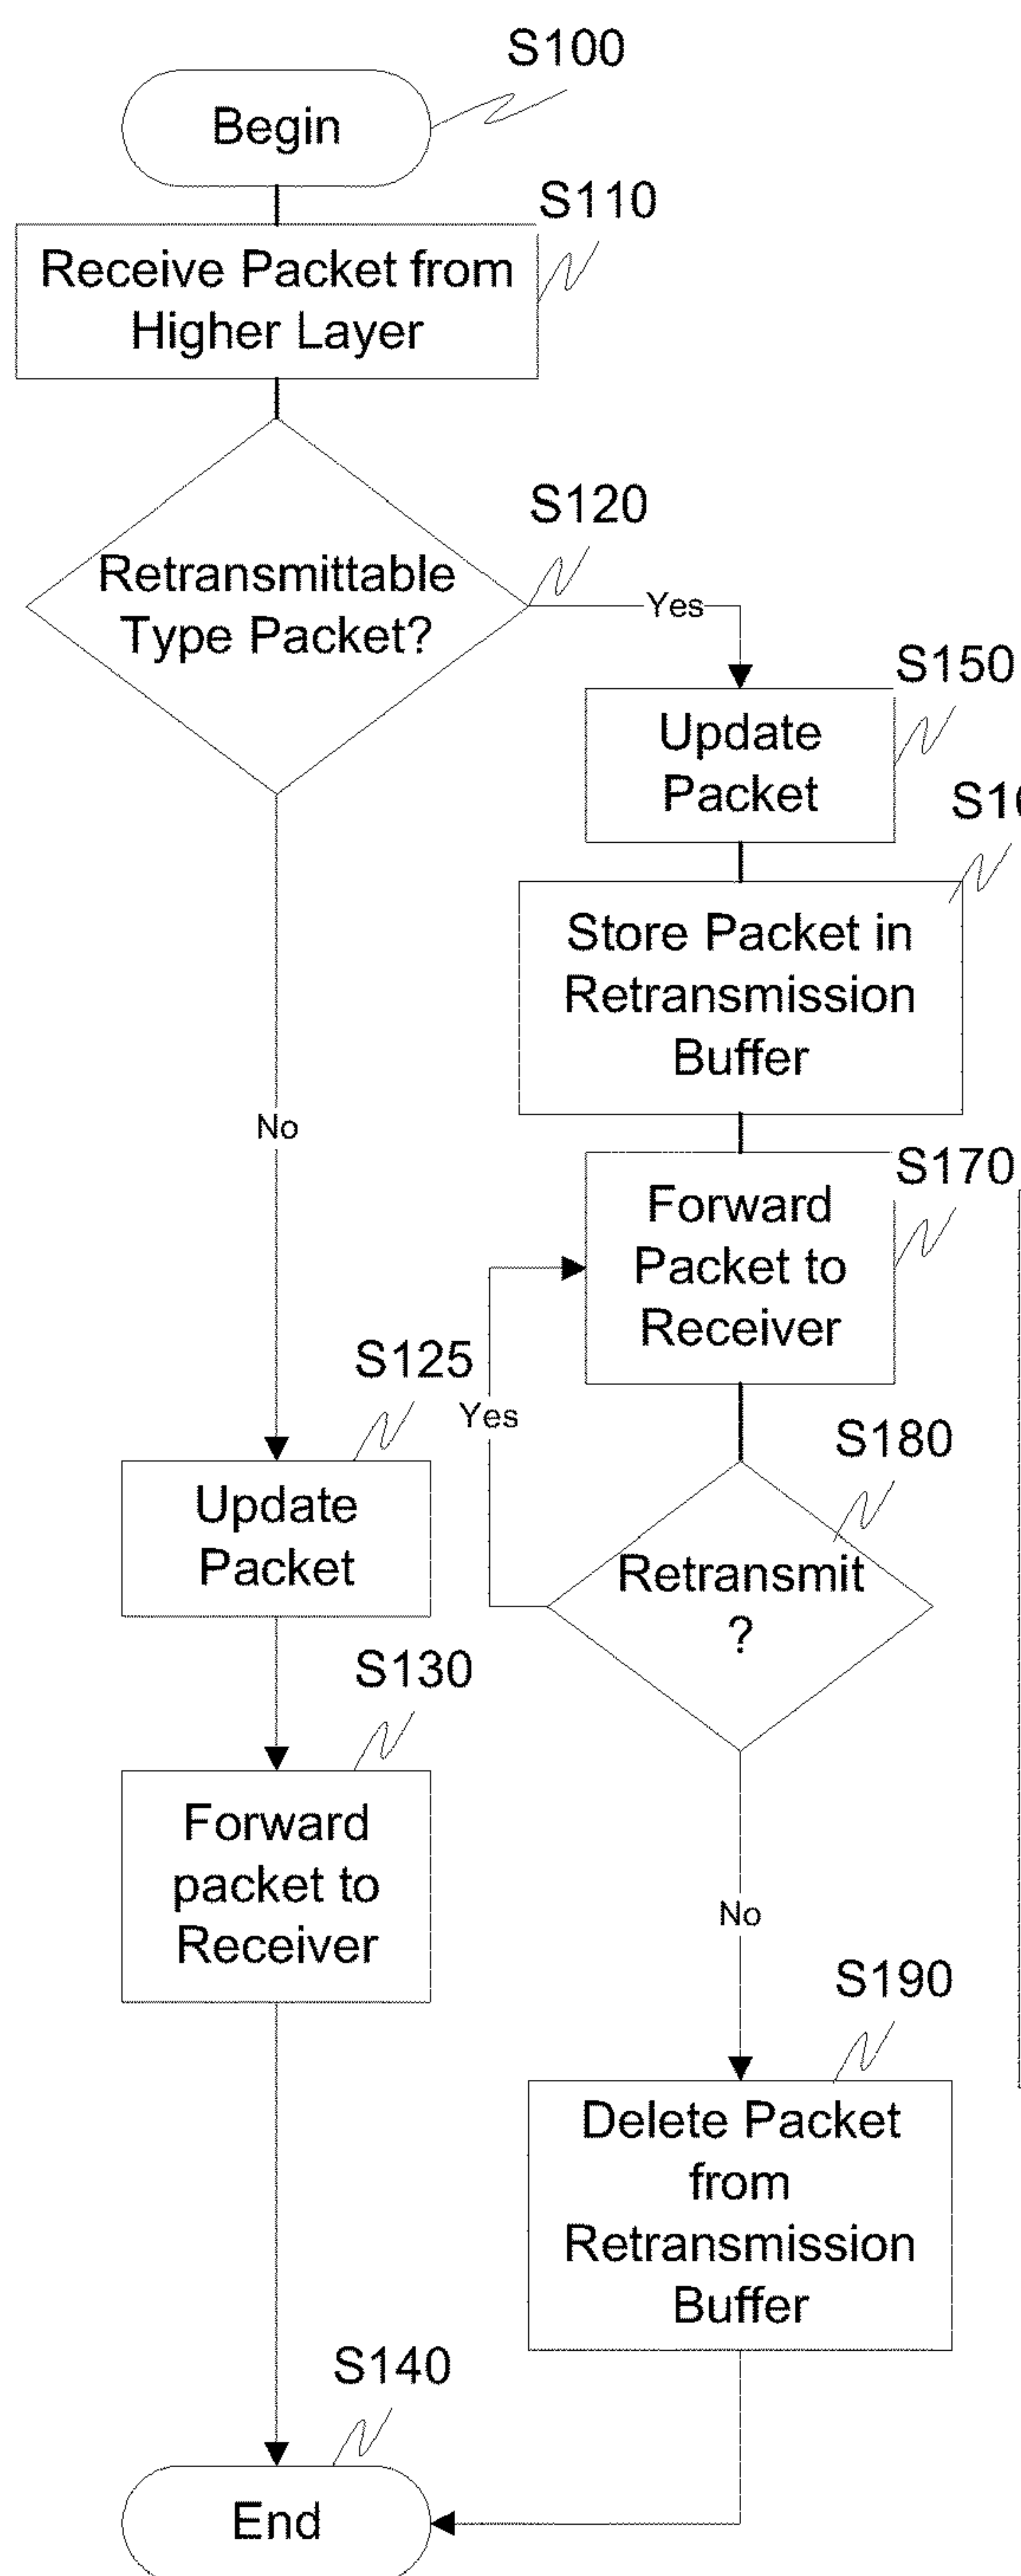 S100
Begin
S110
Receive Packet from
Higher Layer
S120
Retransmittable
Type Packet?
Yes
S150
Update
Packet
Store Packet in
Retransmission
Buffer
No
S170
Forward
Packet to
Receiver
S125
Yes
S180
Update
Packet
Retransmit
?
S130
Forward
packet to
Receiver
No
S190
Delete Packet
from
Retransmission
Buffer
S140
End